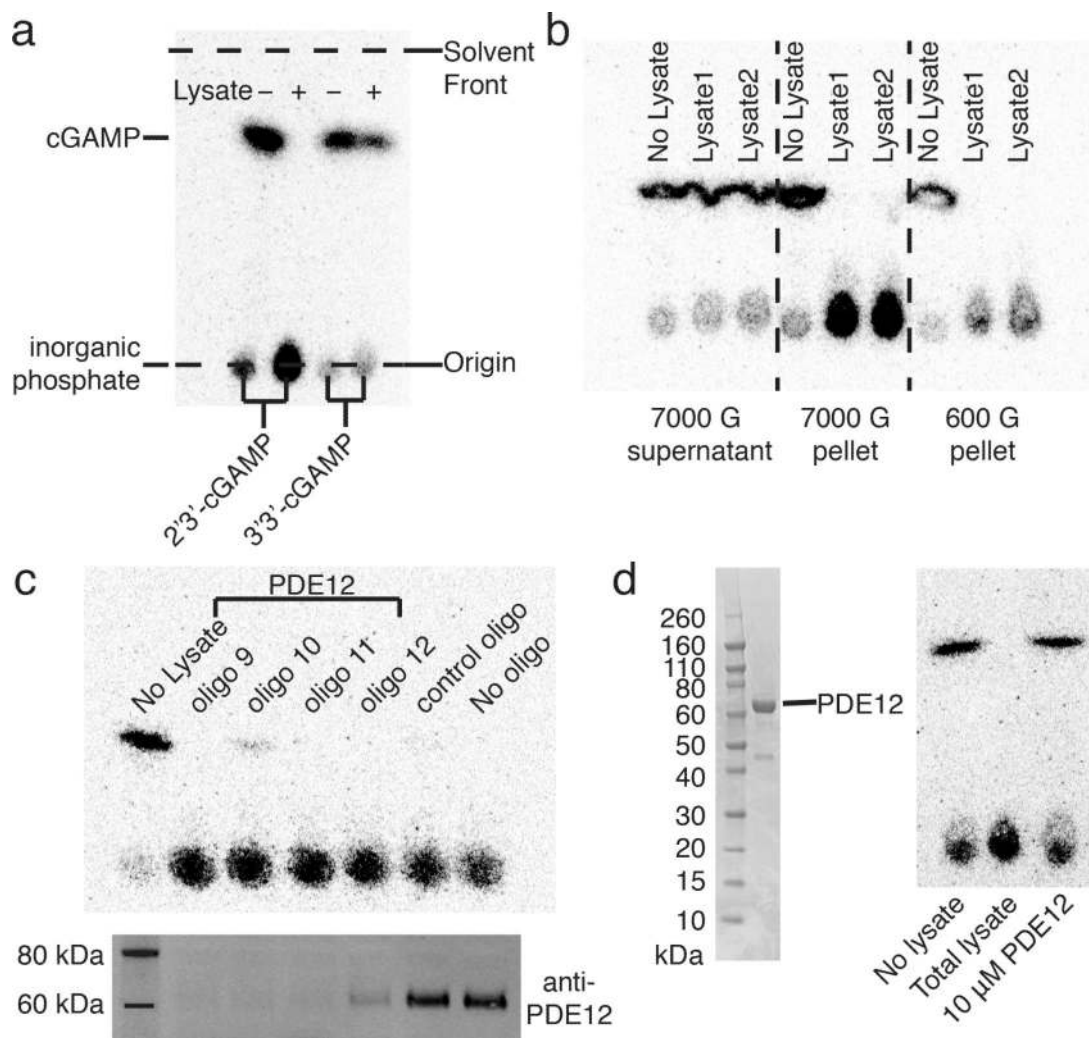 a
Solvent
Front
Lysate – + – +
cGAMP
inorganic
phosphate
Origin
2'3'-cGAMP
3'3'-cGAMP
b
No Lysate
Lysate1
Lysate2
No Lysate
Lysate1
Lysate2
No Lysate
Lysate1
Lysate2
7000 G
supernatant
7000 G
pellet
600 G
pellet
c
PDE12
No Lysate
oligo 9
oligo 10
oligo 11
oligo 12
control oligo
No oligo
80 kDa
60 kDa
anti-
PDE12
d
260
160
110
80
60
50
40
30
20
15
10
kDa
PDE12
No lysate
Total lysate
10 µM PDE12